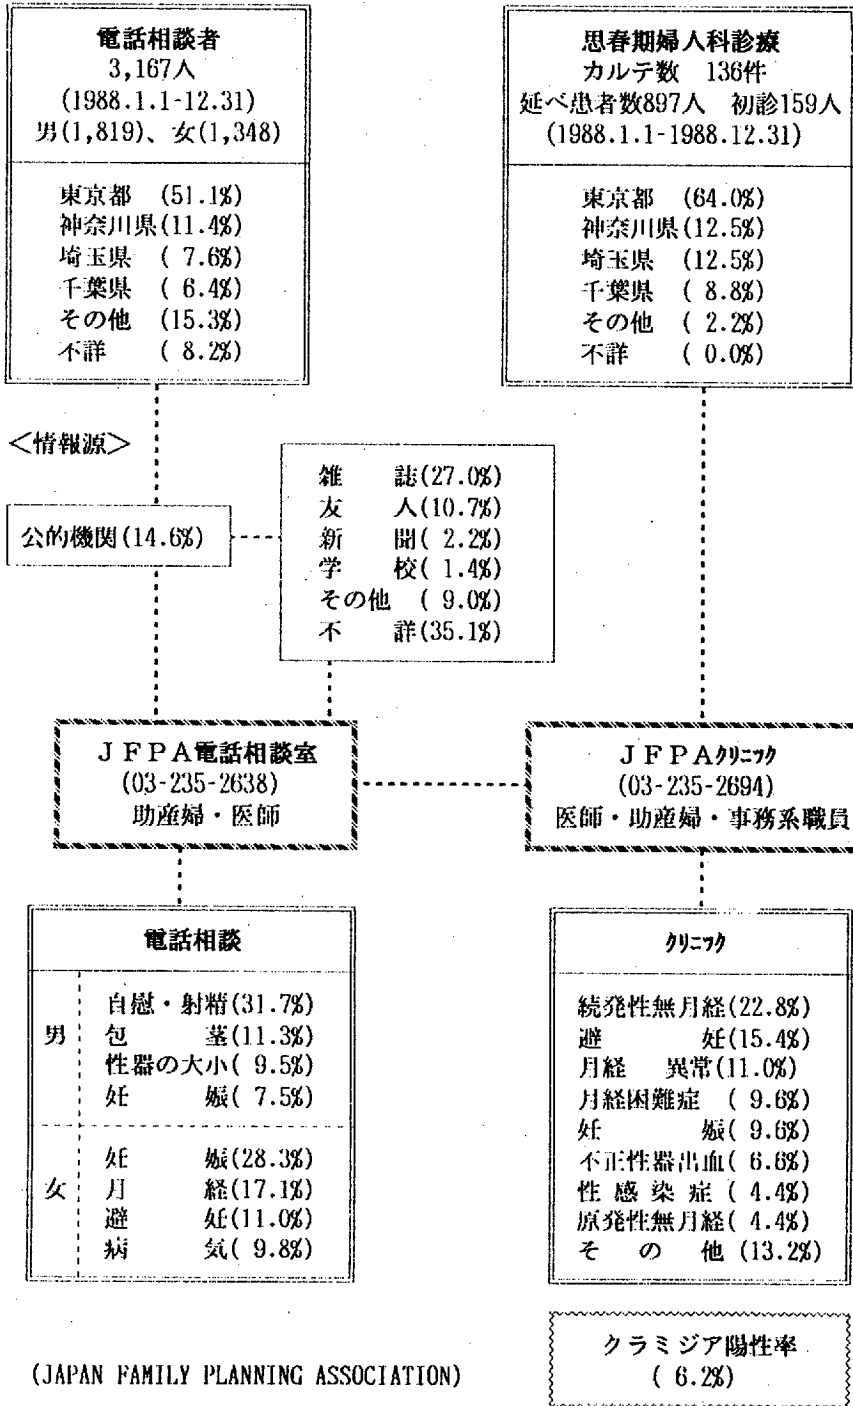 電話相談者
3,167人
(1988.1.1-12.31)
男(1,819)、女(1,348)
東京都 (51.1%)
神奈川県(11.4%)
埼玉県 ( 7.6%)
千葉県 ( 6.4%)
その他 (15.3%)
不詳 ( 8.2%)
思春期婦人科診療
カルテ数 136件
延べ患者数897人 初診159人
(1988.1.1-1988.12.31)
東京都 (64.0%)
神奈川県(12.5%)
埼玉県 (12.5%)
千葉県 ( 8.8%)
その他 ( 2.2%)
不詳 ( 0.0%)
<情報源>
公的機関(14.6%)
雑 誌(27.0%)
友 人(10.7%)
新 聞( 2.2%)
学 校( 1.4%)
その他 ( 9.0%)
不 詳(35.1%)
JFPA電話相談室
(03-235-2638)
助産婦・医師
JFPAクリニック
(03-235-2694)
医師・助産婦・事務系職員
電話相談
男
自慰・射精(31.7%)
包 茎(11.3%)
性器の大小( 9.5%)
妊 娠( 7.5%)
女
妊 娠(28.3%)
月 経(17.1%)
避 妊(11.0%)
病 気( 9.8%)
クリニック
続発性無月経(22.8%)
避 妊(15.4%)
月経 異常(11.0%)
月経困難症 ( 9.6%)
妊 娠( 9.6%)
不正性器出血( 6.6%)
性感染症 ( 4.4%)
原発性無月経( 4.4%)
そ の 他 (13.2%)
クラミジア陽性率
( 6.2%)
(JAPAN FAMILY PLANNING ASSOCIATION)